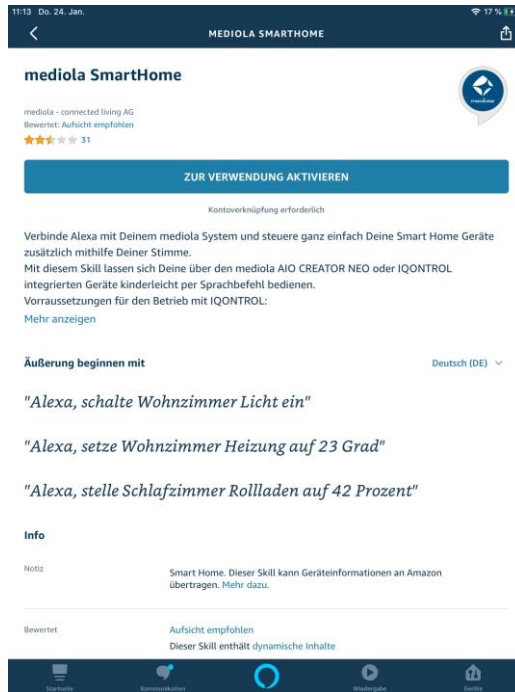 11:13 Do. 24. Jan.
17 %
MEDIOLA SMARTHOME
mediola SmartHome
mediola
mediola - connected living AG
Bewertet: Aufsicht empfohlen
31
ZUR VERWENDUNG AKTIVIEREN
Kontoverknüpfung erforderlich
Verbinde Alexa mit Deinem mediola System und steuere ganz einfach Deine Smart Home Geräte
zusätzlich mithilfe Deiner Stimme.
Mit diesem Skill lassen sich Deine über den mediola AIO CREATOR NEO oder IQONTROL
integrierten Geräte kinderleicht per Sprachbefehl bedienen.
Vorraussetzungen für den Betrieb mit IQONTROL:
Mehr anzeigen
Äußerung beginnen mit
Deutsch (DE)
"Alexa, schalte Wohnzimmer Licht ein"
"Alexa, setze Wohnzimmer Heizung auf 23 Grad"
"Alexa, stelle Schlafzimmer Rollladen auf 42 Prozent"
Info
Notiz
Smart Home. Dieser Skill kann Geräteinformationen an Amazon
übertragen. Mehr dazu.
Bewertet
Aufsicht empfohlen
Dieser Skill enthält dynamische Inhalte
Startseite
Kommunikation
Wiedergabe
Geräte